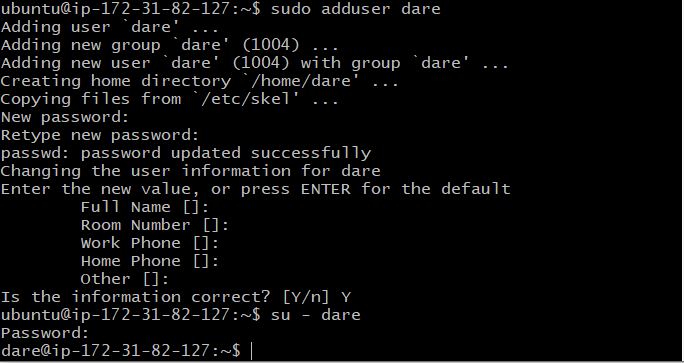 ubuntu@ip-172-31-82-127:~$ sudo adduser dare
Adding user `dare' ...
Adding new group `dare' (1004) ...
Adding new user `dare' (1004) with group `dare' ...
Creating home directory `/home/dare' ...
Copying files from `/etc/skel' ...
New password:
Retype new password:
passwd: password updated successfully
Changing the user information for dare
Enter the new value, or press ENTER for the default
        Full Name []:
        Room Number []:
        Work Phone []:
        Home Phone []:
        Other []:
Is the information correct? [Y/n] Y
ubuntu@ip-172-31-82-127:~$ su - dare
Password:
dare@ip-172-31-82-127:~$